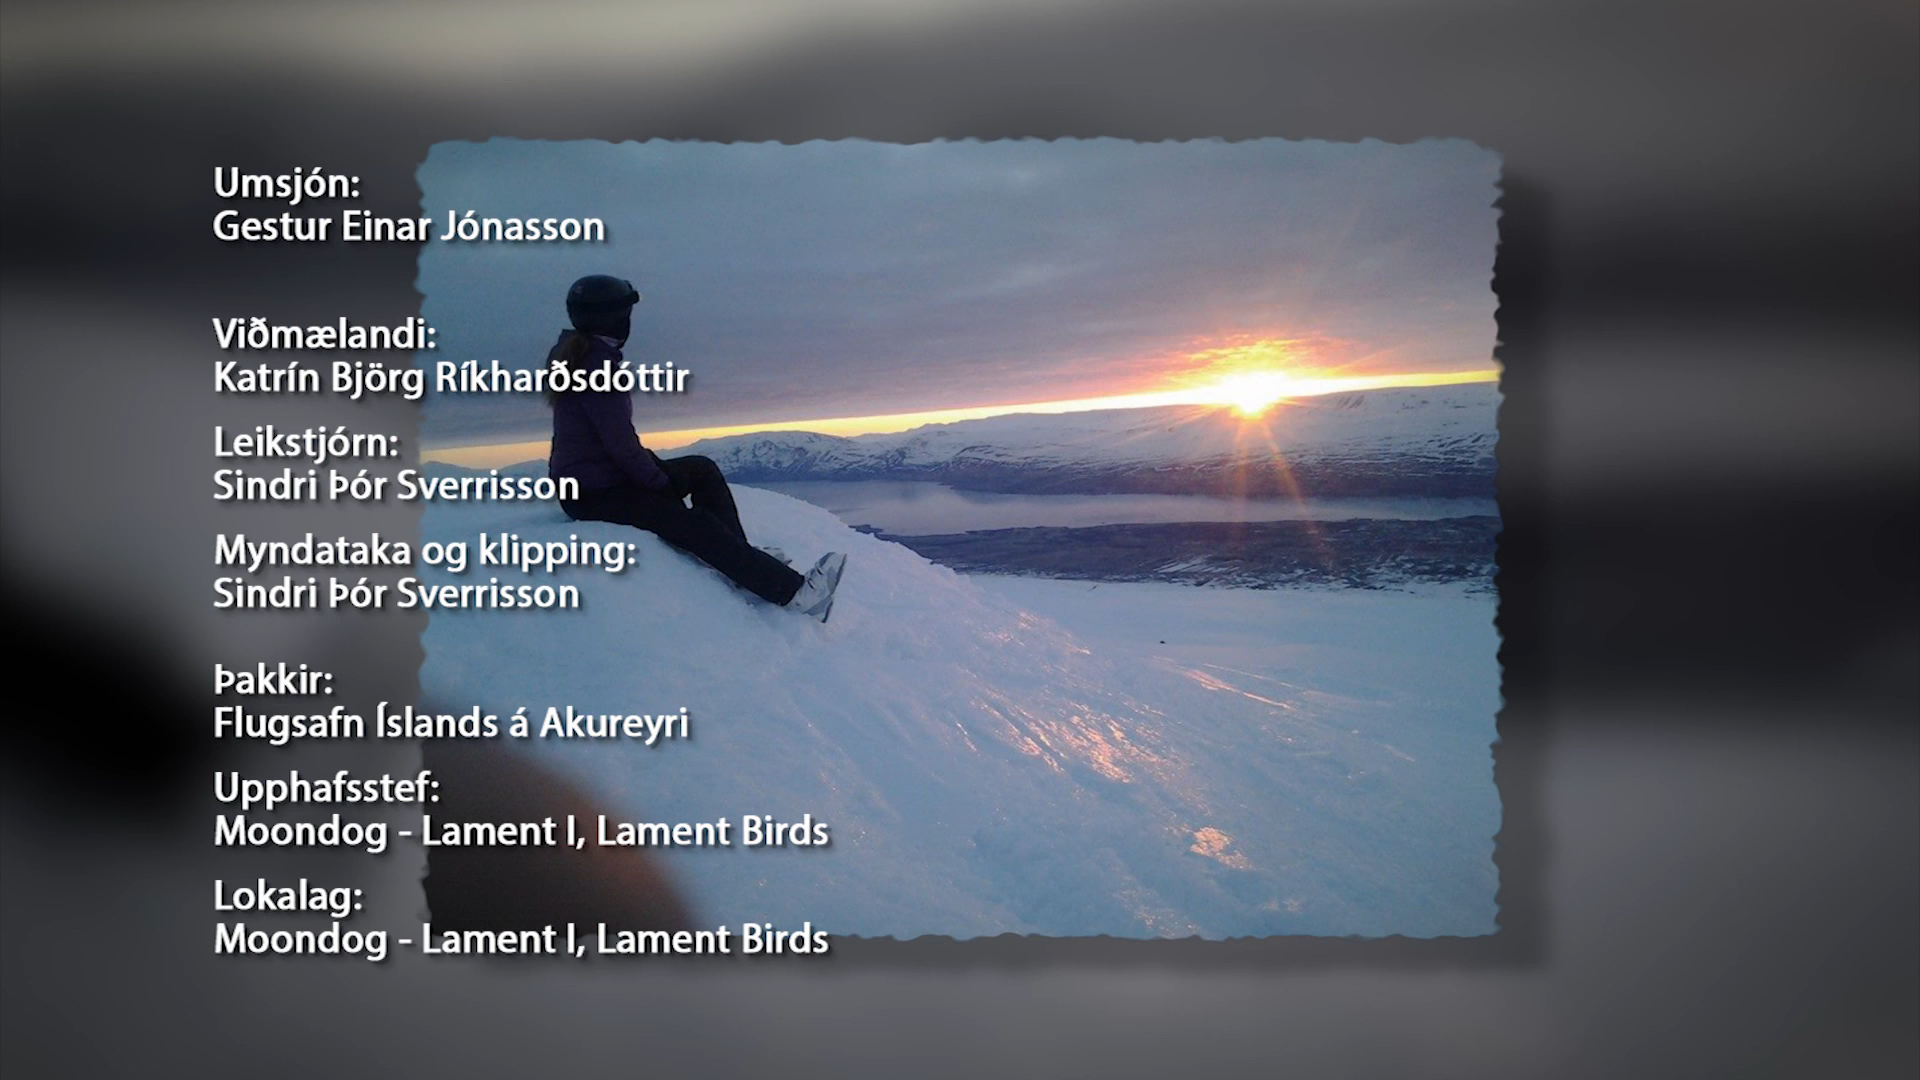 Umsjón:
Gestur Einar Jónasson
Viðmælandi:
Katrín Björg Ríkharðsdóttir
Leikstjórn:
Sindri Þór Sverrisson
Myndataka og klipping:
Sindri Þór Sverrisson
Þakkir:
Flugsafn Íslands á Akureyri
Upphafsstef:
Moondog - Lament I, Lament Birds
Lokalag:
Moondog - Lament I, Lament Birds